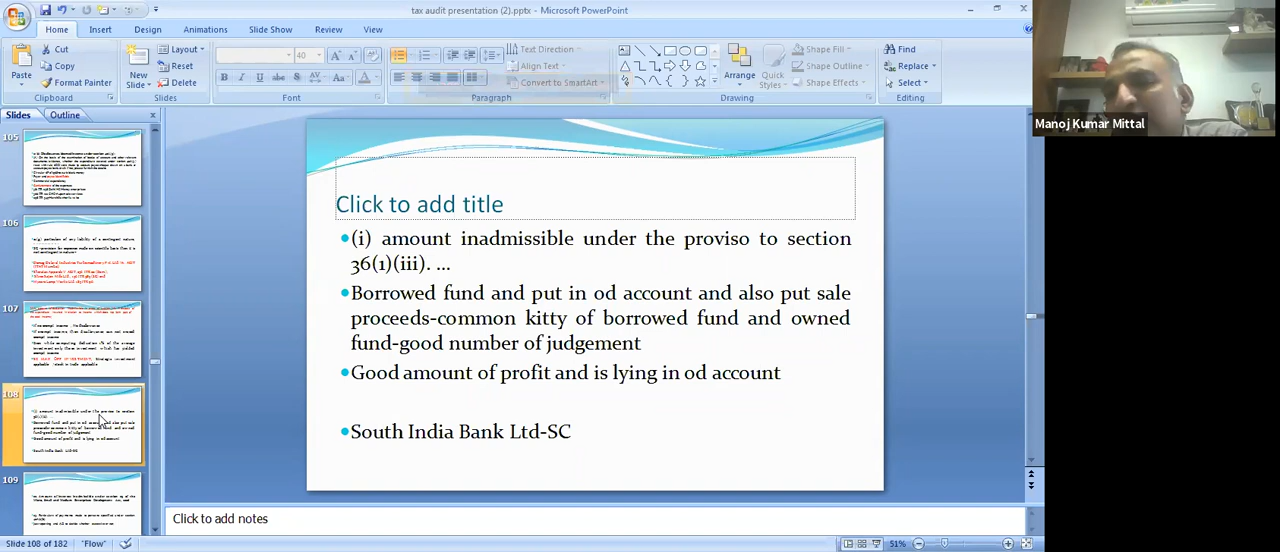 tax audit presentation (2).pptx - Microsoft PowerPoint
Home Insert Design Animations Slide Show Review View
Paste
Cut
Copy
Format Painter
Clipboard
New
Slide
Layout
Reset
Delete
Slides
40
Font
Text Direction
Align Text
Convert to SmartArt
Paragraph
Arrange
Quick
Styles
Shape Fill
Shape Outline
Shape Effects
Drawing
Find
Replace
Select
Editing
Manoj Kumar Mittal
Slides Outline
105
106
107
108
109
Click to add title
•(i) amount inadmissible under the proviso to section
36(1)(iii). ...
•Borrowed fund and put in od account and also put sale
proceeds-common kitty of borrowed fund and owned
fund-good number of judgement
•Good amount of profit and is lying in od account
•South India Bank Ltd-SC
Click to add notes
Slide 108 of 182
"Flow"
51%